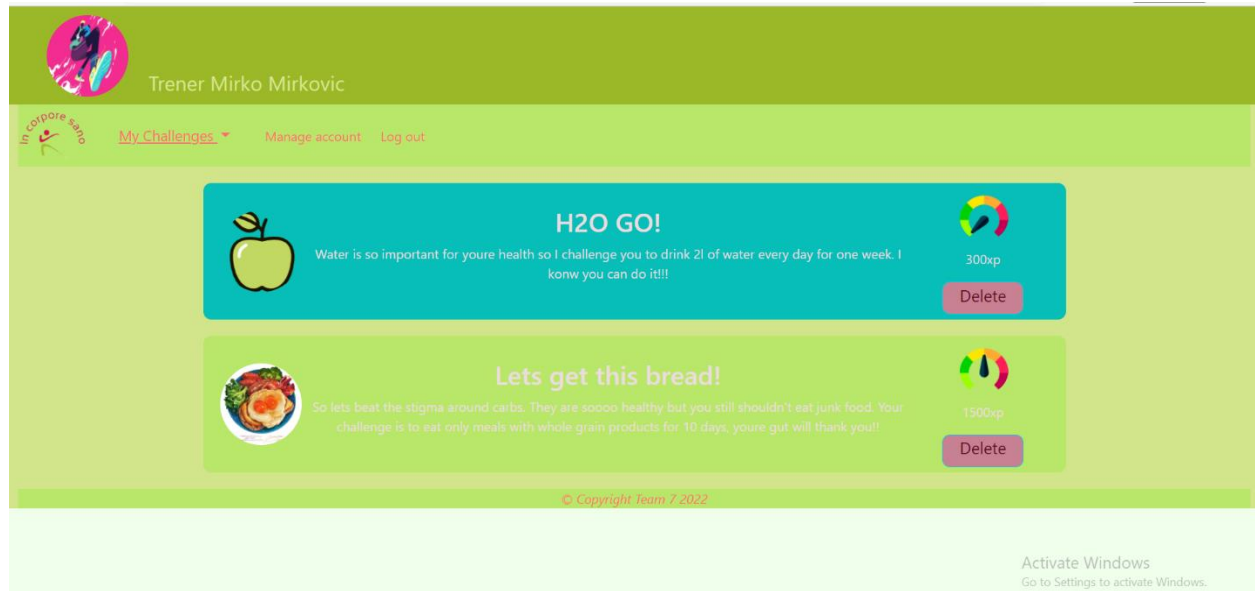 Trener Mirko Mirkovic
In corpore sano
My Challenges
Manage account
Log out
H2O GO!
Water is so important for youre health so I challenge you to drink 2l of water every day for one week. I
konw you can do it!!!
300xp
Delete
Lets get this bread!
So lets beat the stigma around carbs. They are soooo healthy but you still shouldn't eat junk food. Your
challenge is to eat only meals with whole grain products for 10 days, youre gut will thank you!!
1500xp
Delete
© Copyright Team 7 2022
Activate Windows
Go to Settings to activate Windows.